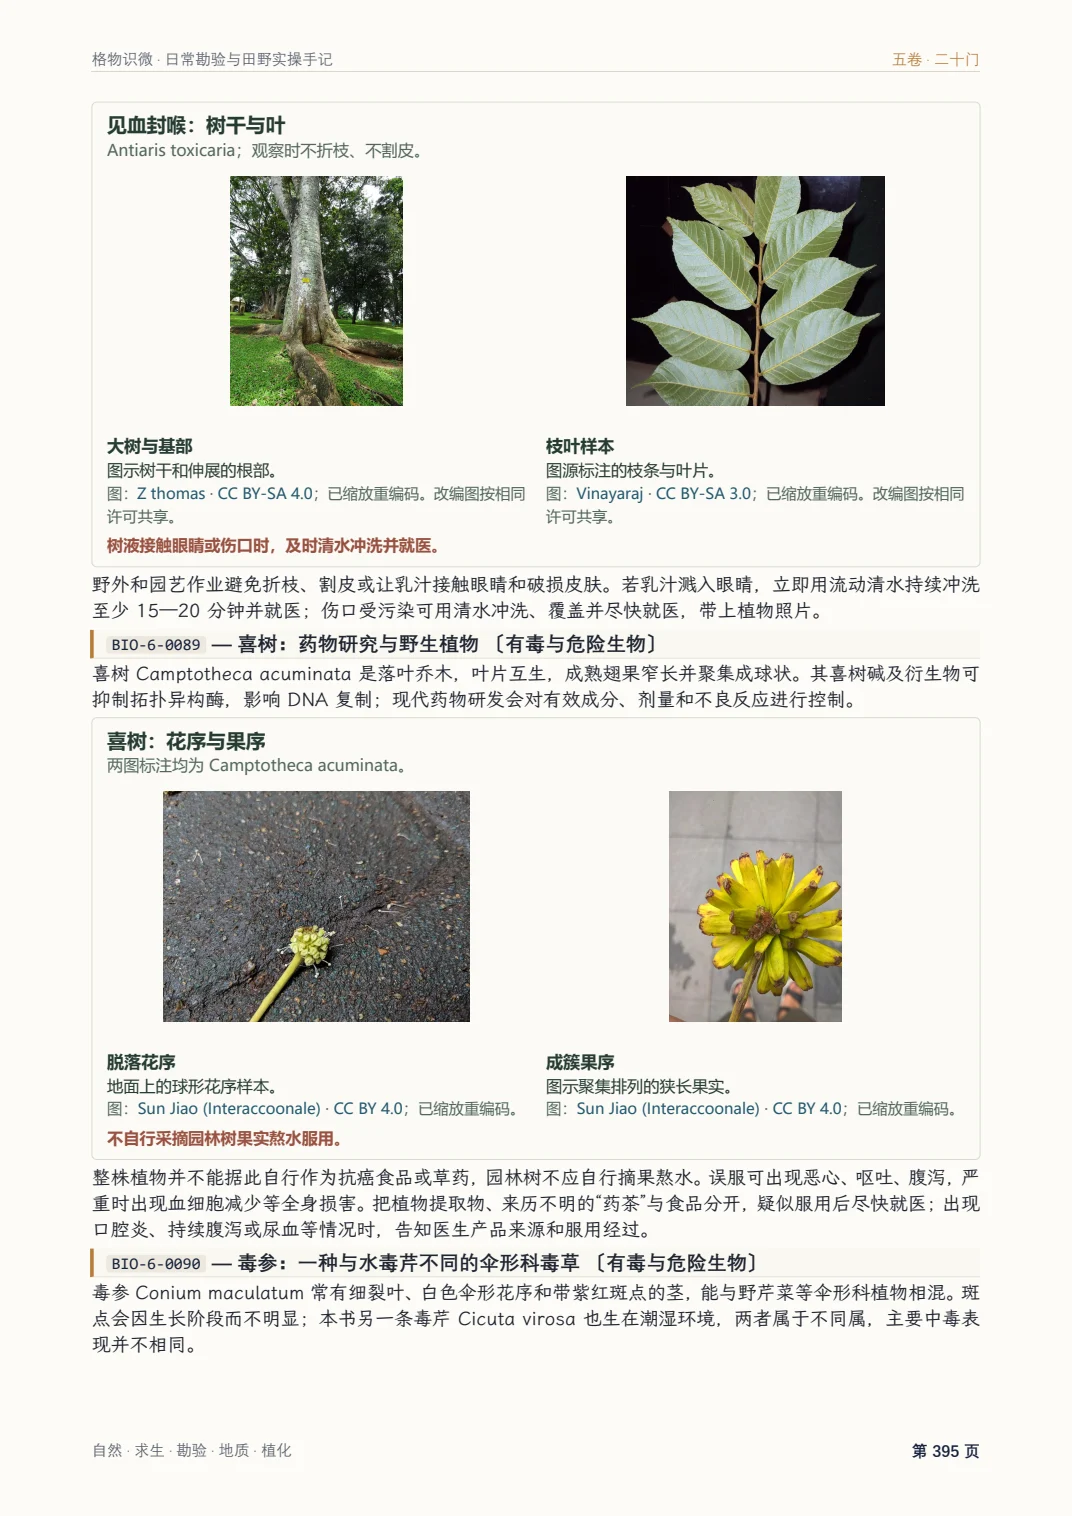 格物识微 · 日常勘验与田野实操手记
五卷 · 二十门
见血封喉：树干与叶
Antiaris toxicaria；观察时不折枝、不割皮。
大树与基部
图示树干和伸展的根部。
图：Z thomas · CC BY-SA 4.0；已缩放重编码。改编图按相同
许可共享。
枝叶样本
图源标注的枝条与叶片。
图：Vinayaraj · CC BY-SA 3.0；已缩放重编码。改编图按相同
许可共享。
树液接触眼睛或伤口时，及时清水冲洗并就医。
野外和园艺作业避免折枝、割皮或让乳汁接触眼睛和破损皮肤。若乳汁溅入眼睛，立即用流动清水持续冲洗
至少 15—20 分钟并就医；伤口受污染可用清水冲洗、覆盖并尽快就医，带上植物照片。
BIO-6-0089 — 喜树：药物研究与野生植物 〔有毒与危险生物〕
喜树 Camptotheca acuminata 是落叶乔木，叶片互生，成熟翅果窄长并聚集成球状。其喜树碱及衍生物可
抑制拓扑异构酶，影响 DNA 复制；现代药物研发会对有效成分、剂量和不良反应进行控制。
喜树：花序与果序
两图标注均为 Camptotheca acuminata。
脱落花序
地面上的球形花序样本。
图：Sun Jiao (Interaccoonale) · CC BY 4.0；已缩放重编码。
成簇果序
图示聚集排列的狭长果实。
图：Sun Jiao (Interaccoonale) · CC BY 4.0；已缩放重编码。
不自行采摘园林树果实熬水服用。
整株植物并不能据此自行作为抗癌食品或草药，园林树不应自行摘果熬水。误服可出现恶心、呕吐、腹泻，严
重时出现血细胞减少等全身损害。把植物提取物、来历不明的“药茶”与食品分开，疑似服用后尽快就医；出现
口腔炎、持续腹泻或尿血等情况时，告知医生产品来源和服用经过。
BIO-6-0090 — 毒参：一种与水毒芹不同的伞形科毒草 〔有毒与危险生物〕
毒参 Conium maculatum 常有细裂叶、白色伞形花序和带紫红斑点的茎，能与野芹菜等伞形科植物相混。斑
点会因生长阶段而不明显；本书另一条毒芹 Cicuta virosa 也生在潮湿环境，两者属于不同属，主要中毒表
现并不相同。
自然 · 求生 · 勘验 · 地质 · 植化
第 395 页